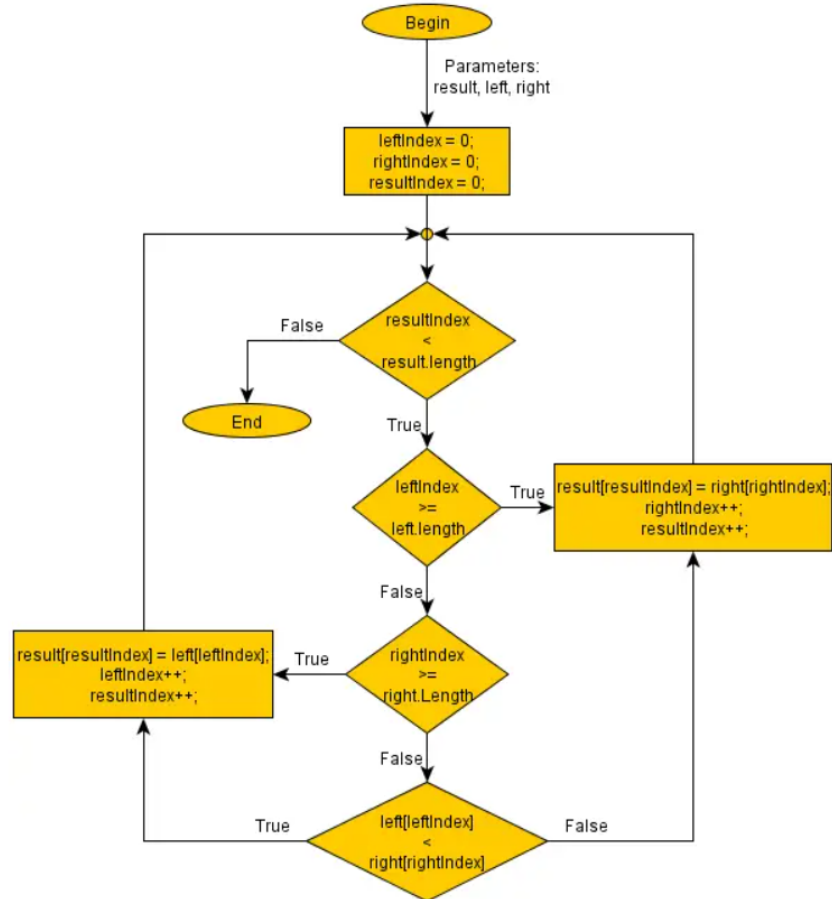 Begin
Parameters:
result, left, right
leftIndex = 0;
rightIndex = 0;
resultIndex = 0;
resultIndex
<
result.length
False
End
True
leftIndex
>=
left.length
True
result[resultIndex] = right[rightIndex];
rightIndex++;
resultIndex++;
False
rightIndex
>=
right.Length
True
result[resultIndex] = left[leftIndex];
leftIndex++;
resultIndex++;
False
left[leftIndex]
<
right[rightIndex]
True
False